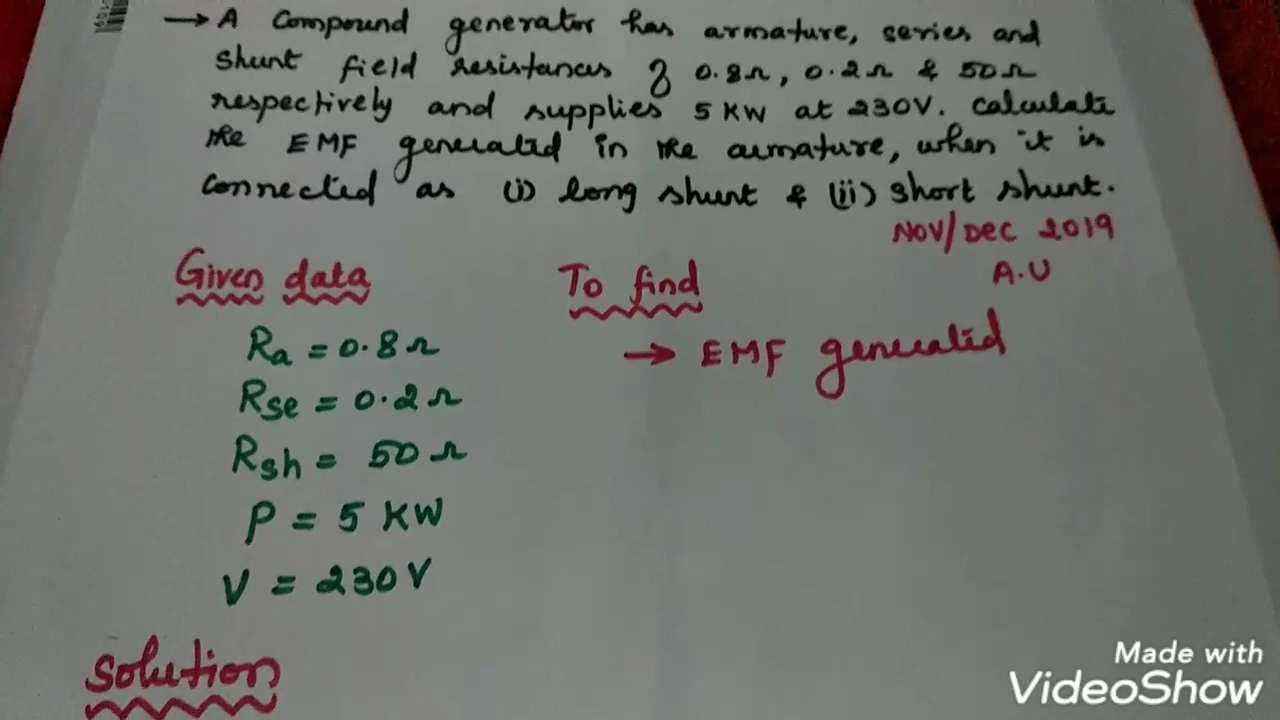 → A Compound generator has armature, series and
shunt field resistances of 0.8Ω, 0.2Ω & 50Ω
respectively and supplies 5 KW at 230V. Calculate
the EMF generated in the armature, when it is
connected as (i) long shunt & (ii) short shunt.
NOV/DEC 2019
A.U
Given data
To find
Ra = 0.8Ω
→ EMF generated
Rse = 0.2Ω
Rsh = 50Ω
P = 5 KW
V = 230V
Solution
Made with
VideoShow